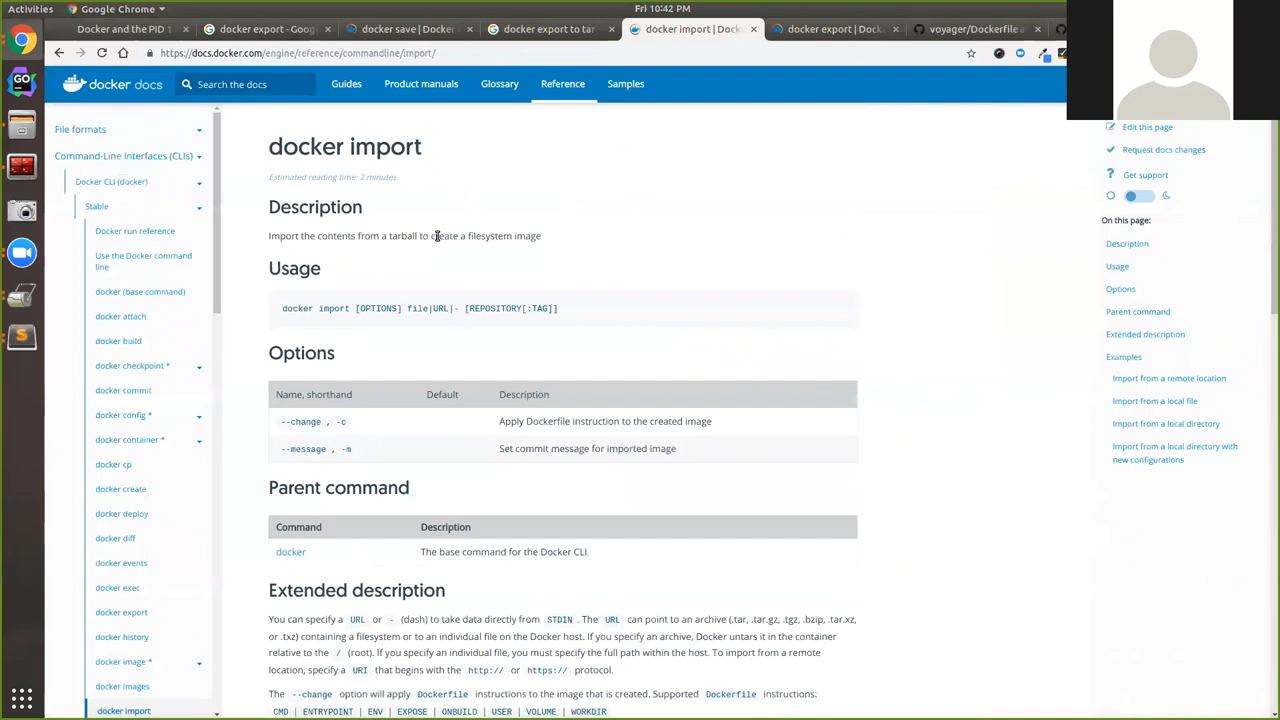 Activities
Google Chrome
Fri 10:42 PM
Docker and the PID 1
docker export - Google
docker save | Docker
docker export to tar
docker import | Dock
docker export | Dock
voyager/Dockerfile a
https://docs.docker.com/engine/reference/commandline/import/
docker docs
Search the docs
Guides
Product manuals
Glossary
Reference
Samples
File formats
Command-Line Interfaces (CLIs)
Docker CLI (docker)
Stable
Docker run reference
Use the Docker command
line
docker (base command)
docker attach
docker build
docker checkpoint *
docker commit
docker config *
docker container *
docker cp
docker create
docker deploy
docker diff
docker events
docker exec
docker export
docker history
docker image *
docker images
docker import
docker import
Estimated reading time: 2 minutes
Description
Import the contents from a tarball to create a filesystem image
Usage
docker import [OPTIONS] file|URL|- [REPOSITORY[:TAG]]
Options
Name, shorthand Default Description
--change , -c Apply Dockerfile instruction to the created image
--message , -m Set commit message for imported image
Parent command
Command Description
docker The base command for the Docker CLI.
Extended description
You can specify a URL or - (dash) to take data directly from STDIN . The URL can point to an archive (.tar, .tar.gz, .tgz, .bzip, .tar.xz,
or .txz) containing a filesystem or to an individual file on the Docker host. If you specify an archive, Docker untars it in the container
relative to the / (root). If you specify an individual file, you must specify the full path within the host. To import from a remote
location, specify a URI that begins with the http:// or https:// protocol.
The --change option will apply Dockerfile instructions to the image that is created. Supported Dockerfile instructions:
CMD | ENTRYPOINT | ENV | EXPOSE | ONBUILD | USER | VOLUME | WORKDIR
Edit this page
Request docs changes
Get support
On this page:
Description
Usage
Options
Parent command
Extended description
Examples
Import from a remote location
Import from a local file
Import from a local directory
Import from a local directory with
new configurations